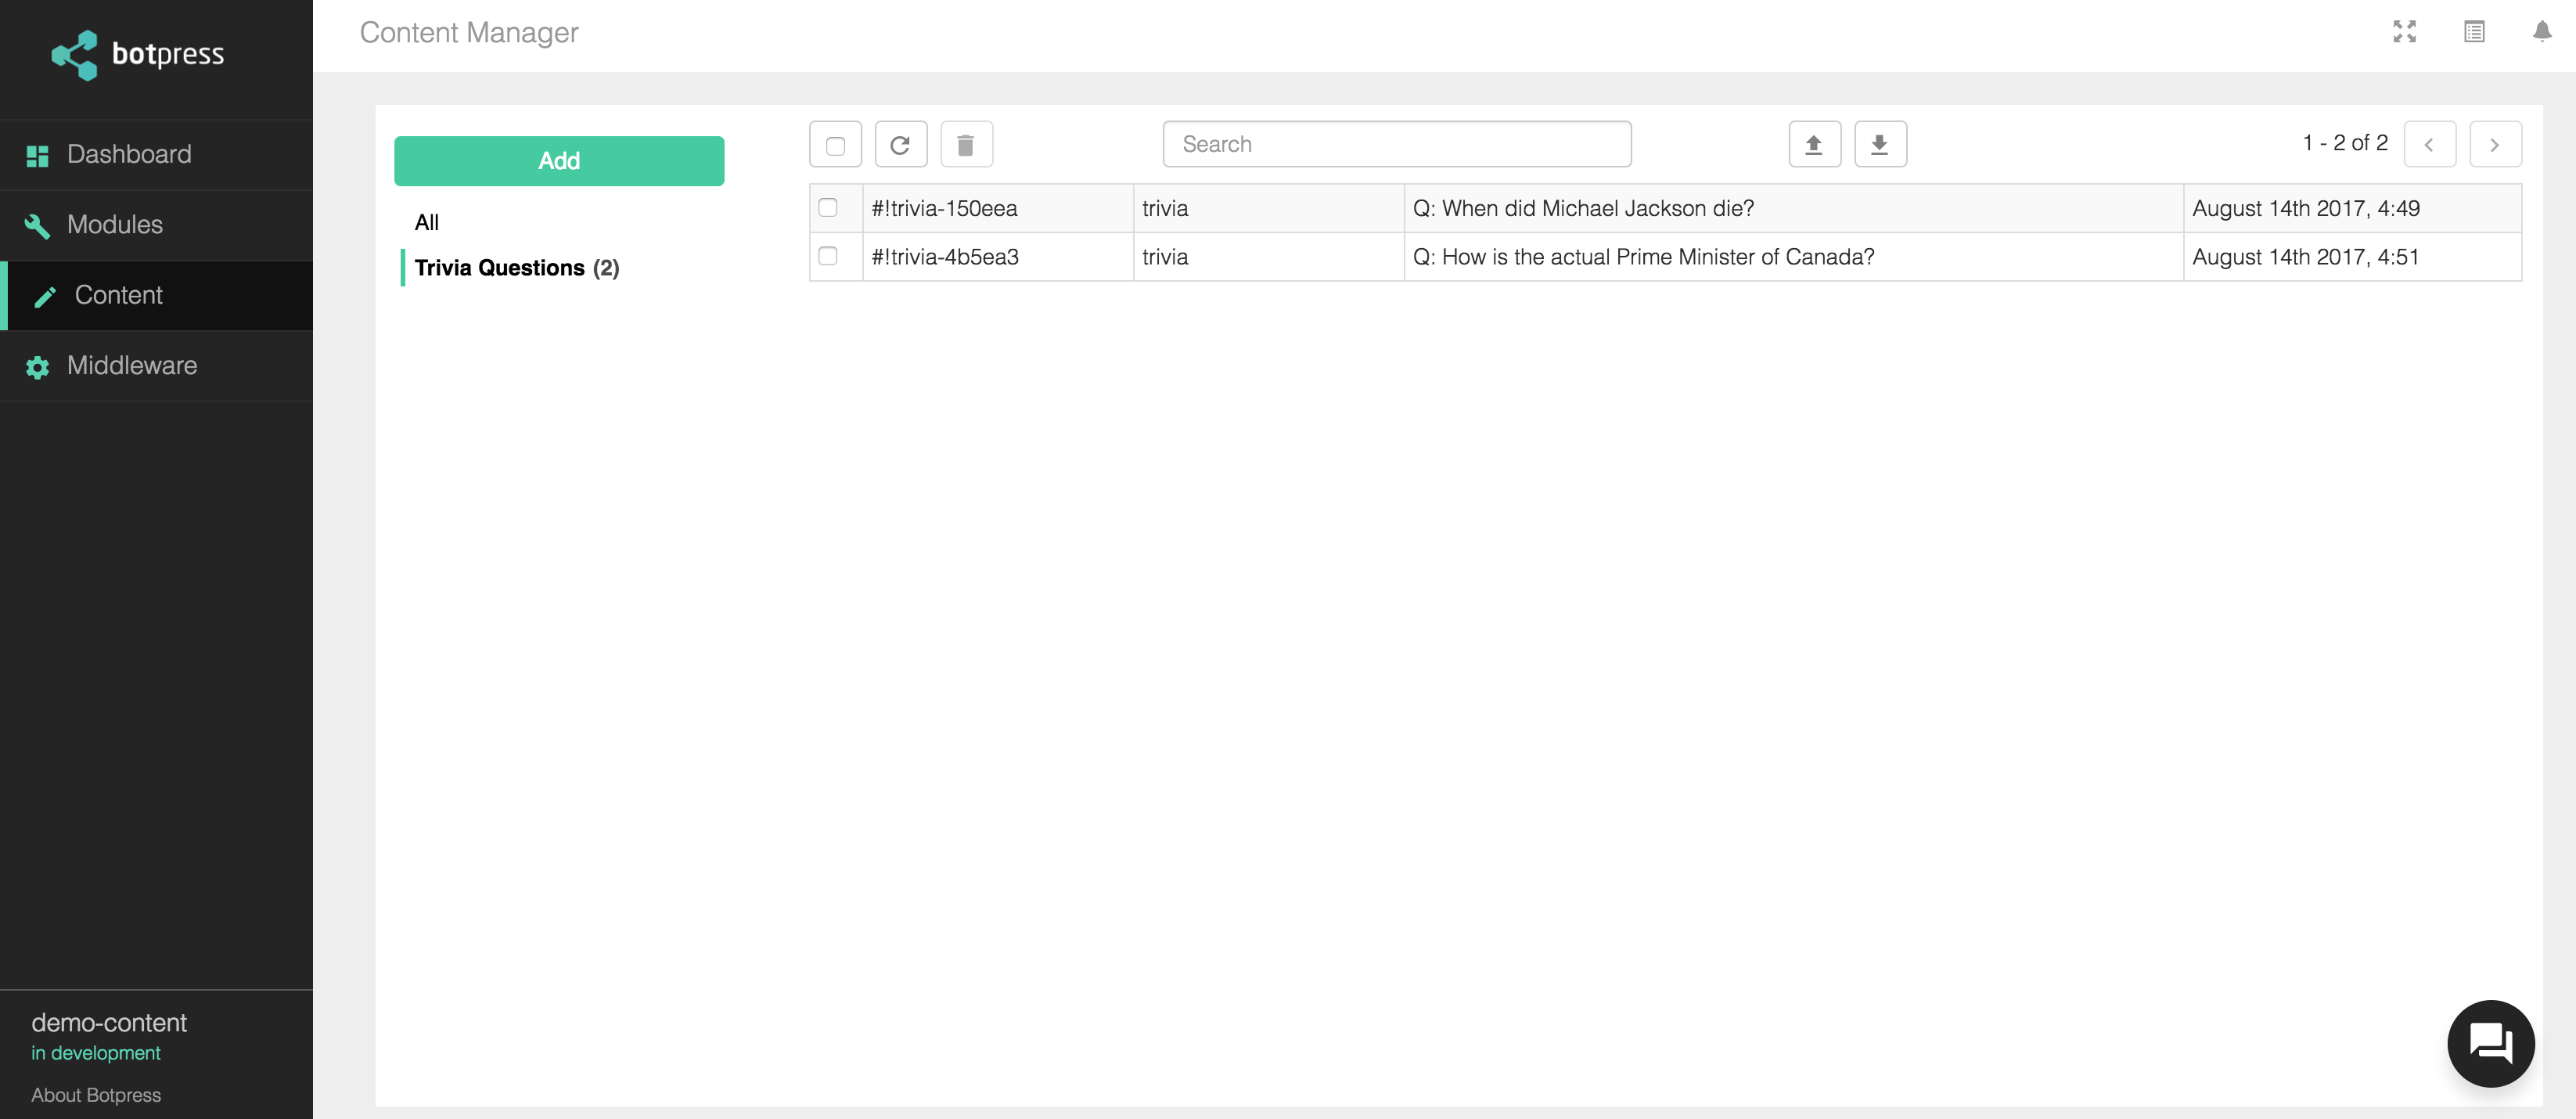 botpress
Content Manager
Dashboard
Modules
Content
Middleware
Add
All
Trivia Questions (2)
Search
1 - 2 of 2
#!trivia-150eea trivia Q: When did Michael Jackson die? August 14th 2017, 4:49
#!trivia-4b5ea3 trivia Q: How is the actual Prime Minister of Canada? August 14th 2017, 4:51
demo-content
in development
About Botpress